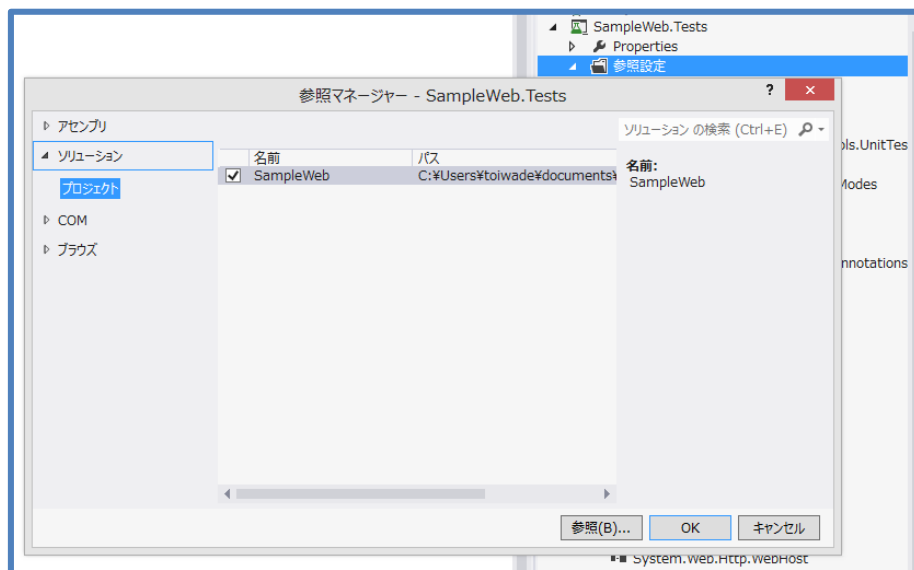 SampleWeb.Tests
Properties
参照設定
参照マネージャー - SampleWeb.Tests
?
×
アセンブリ
ソリューション
プロジェクト
COM
ブラウズ
名前
パス
SampleWeb
C:¥Users¥toiwade¥documents¥
ソリューション の検索 (Ctrl+E)
名前:
SampleWeb
ols.UnitTes
Modes
nnotations
参照(B)...
OK
キャンセル
System.Web.Http.WebHost